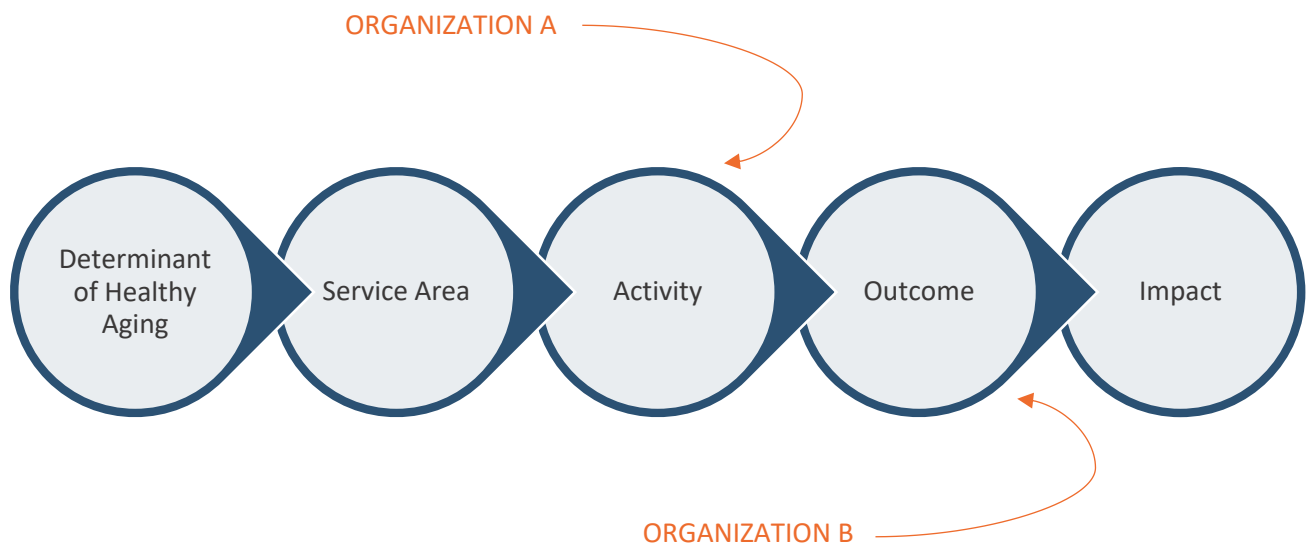 ORGANIZATION A
Determinant
of Healthy
Aging
Service Area
Activity
Outcome
Impact
ORGANIZATION B